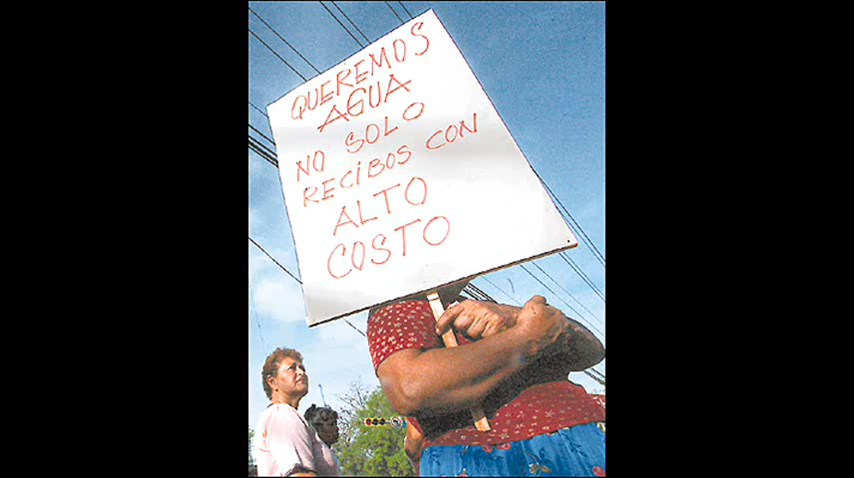 QUEREMOS
AGUA
NO SOLO
RECIBOS CON
ALTO
COSTO